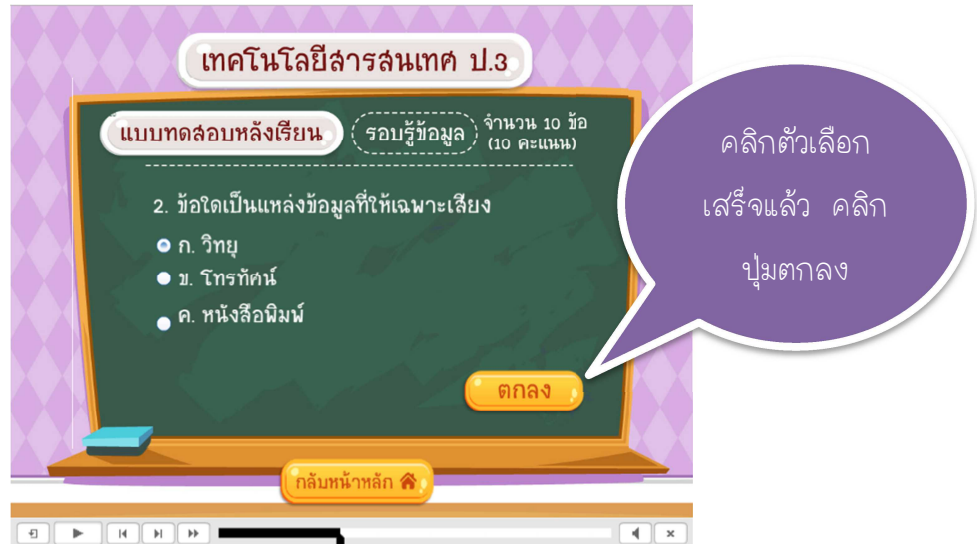 เทคโนโลยีสารสนเทศ ป.3
แบบทดสอบหลังเรียน รอบรู้ข้อมูล จำนวน 10 ข้อ
(10 คะแนน)
2. ข้อใดเป็นแหล่งข้อมูลที่ให้เฉพาะเสียง
ก. วิทยุ
ข. โทรทัศน์
ค. หนังสือพิมพ์
ตกลง
กลับหน้าหลัก
คลิกตัวเลือก
เสร็จแล้ว คลิก
ปุ่มตกลง